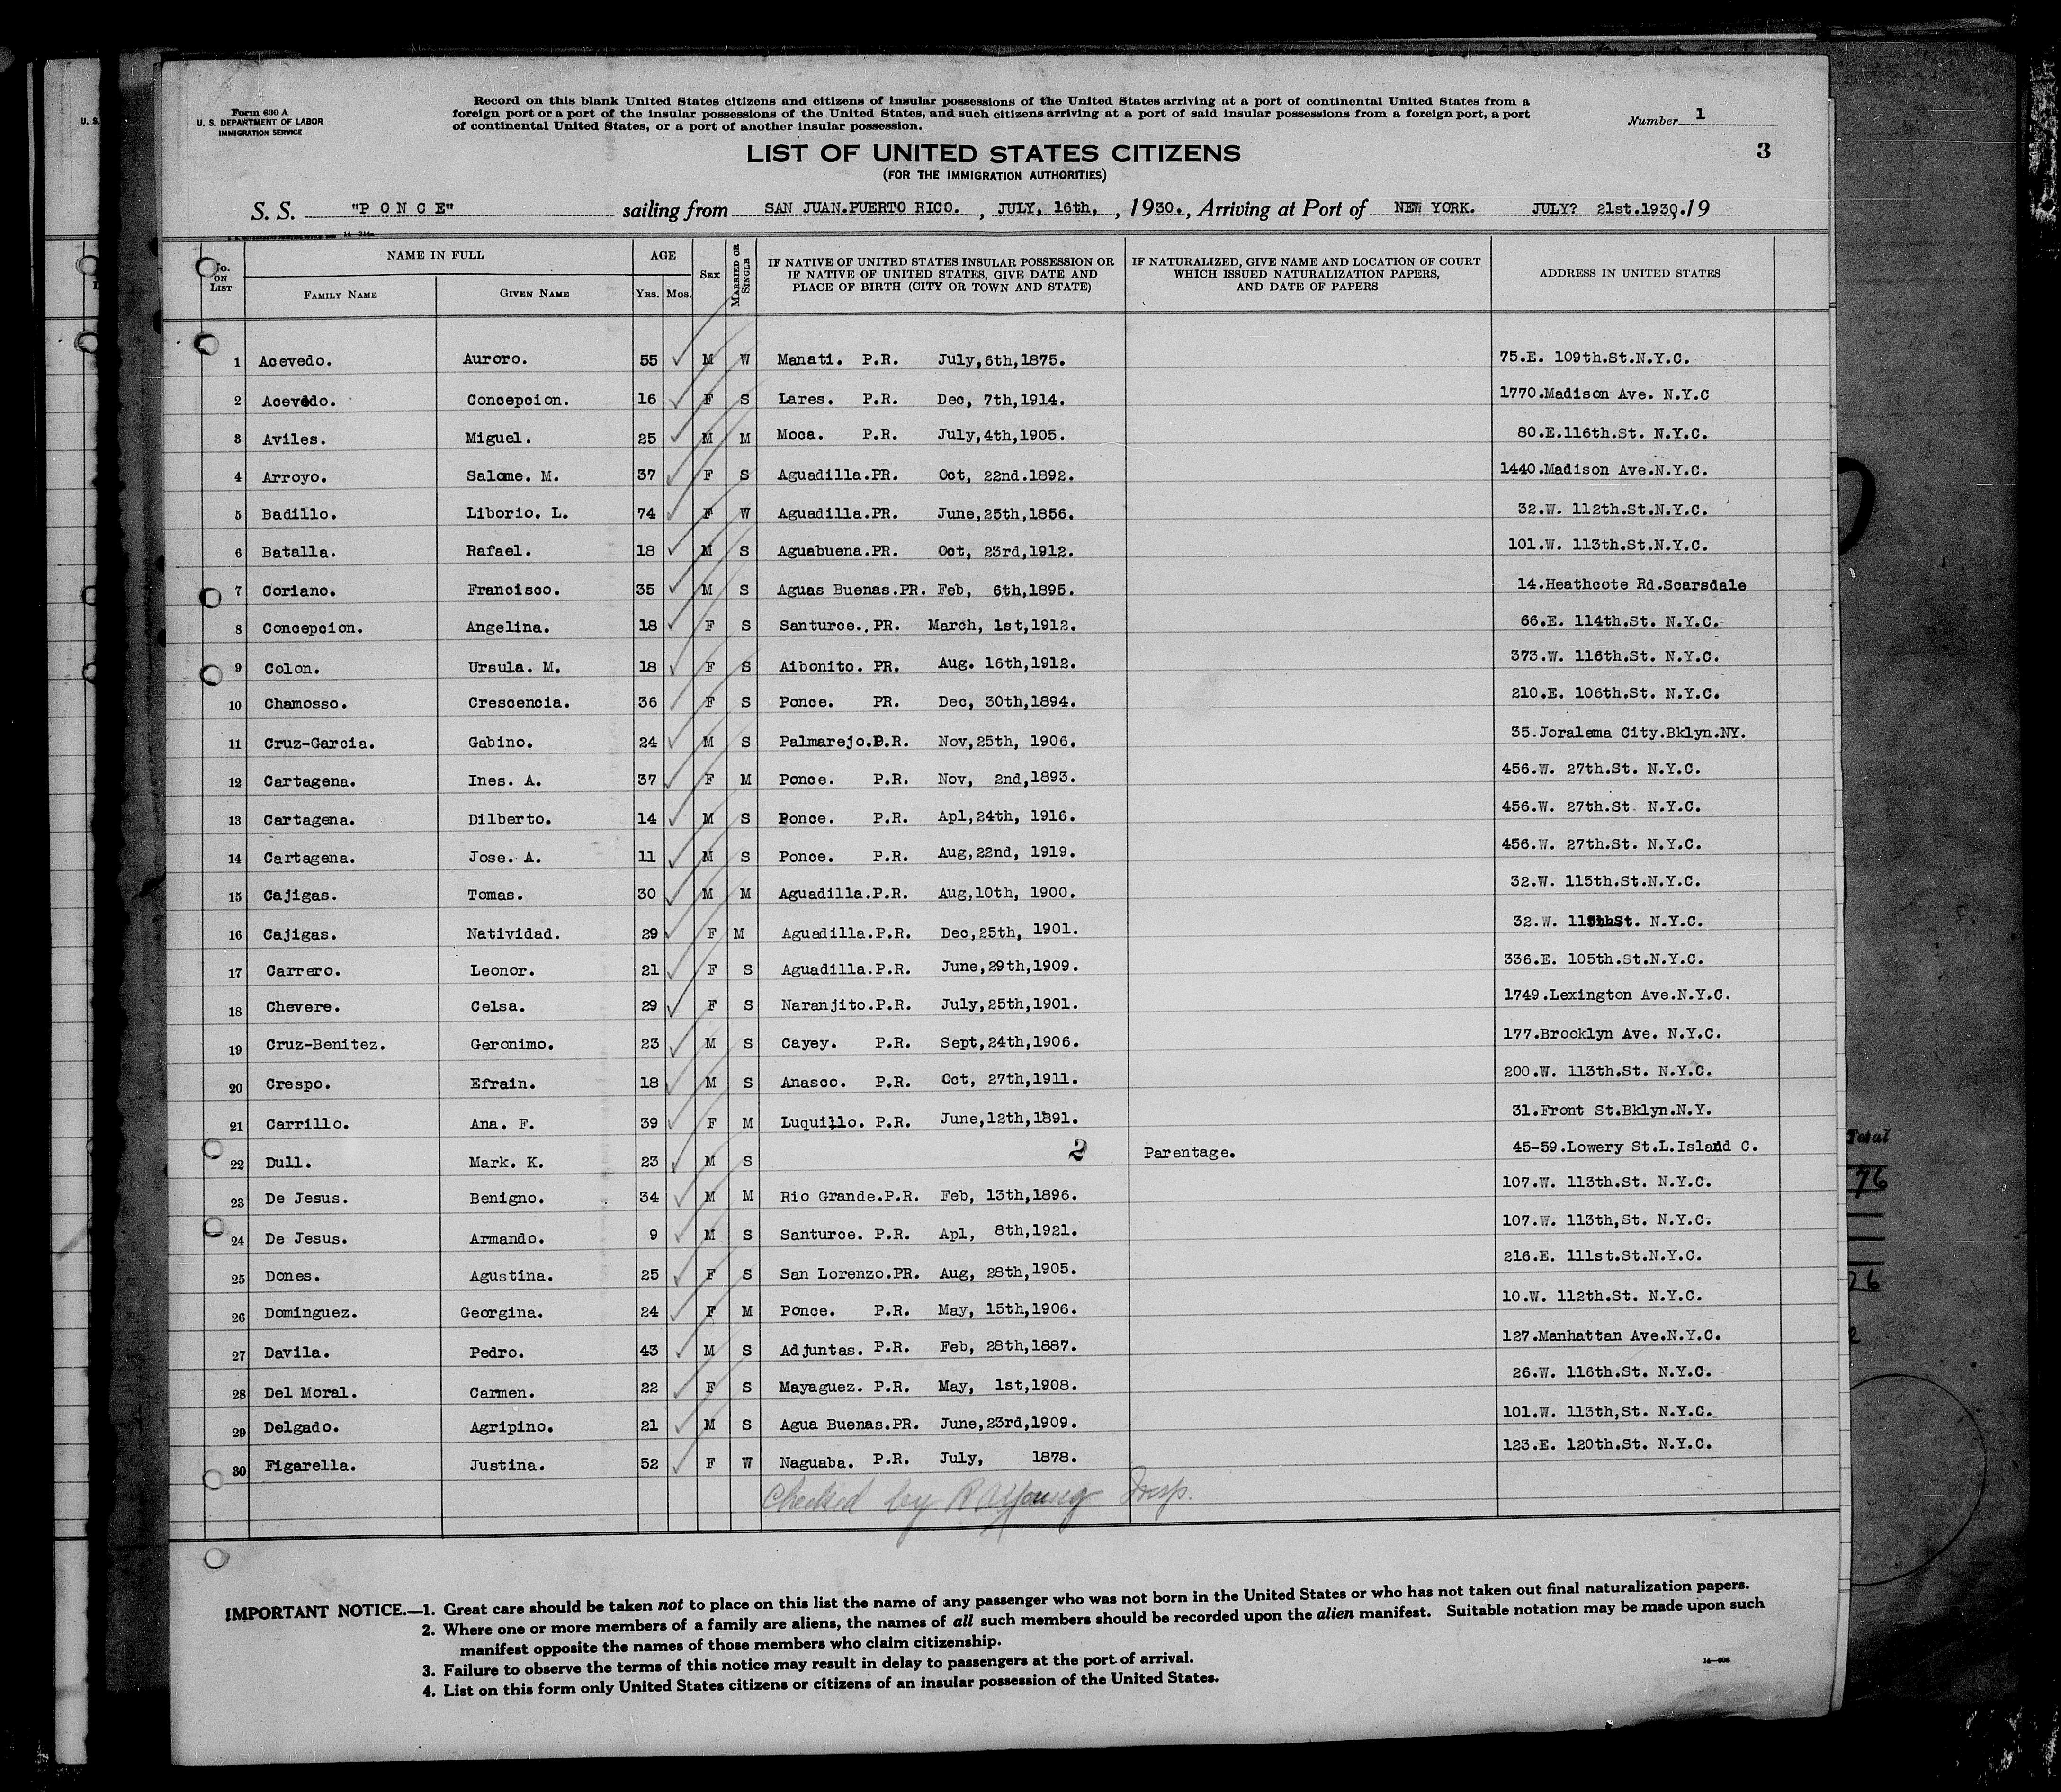 Form 630 A
U. S. DEPARTMENT OF LABOR
IMMIGRATION SERVICE
Record on this blank United States citizens and citizens of insular possessions of the United States arriving at a port of continental United States from a
foreign port or a port of the insular possessions of the United States, and such citizens arriving at a port of said insular possessions from a foreign port, a port
of continental United States, or a port of another insular possession.
Number 1
3
LIST OF UNITED STATES CITIZENS
(FOR THE IMMIGRATION AUTHORITIES)
S. S. "P O N C E" sailing from SAN JUAN.PUERTO RICO. , JULY, 16th, , 1930., Arriving at Port of NEW YORK. JULY? 21st.1930.19
No. ON LIST
NAME IN FULL
FAMILY NAME
GIVEN NAME
AGE
YRS. MOS.
SEX
MARRIED OR SINGLE
IF NATIVE OF UNITED STATES INSULAR POSSESSION OR
IF NATIVE OF UNITED STATES, GIVE DATE AND
PLACE OF BIRTH (CITY OR TOWN AND STATE)
IF NATURALIZED, GIVE NAME AND LOCATION OF COURT
WHICH ISSUED NATURALIZATION PAPERS,
AND DATE OF PAPERS
ADDRESS IN UNITED STATES
1 Acevedo. Auroro. 55 M W Manati. P.R. July,6th,1875. 75.E. 109th.St.N.Y.C.
2 Acevedo. Concepcion. 16 F S Lares. P.R. Dec, 7th,1914. 1770.Madison Ave. N.Y.C
3 Aviles. Miguel. 25 M M Moca. P.R. July,4th,1905. 80.E.116th.St. N.Y.C.
4 Arroyo. Salome. M. 37 F S Aguadilla.PR. Oct, 22nd.1892. 1440.Madison Ave.N.Y.C.
5 Badillo. Liborio. L. 74 F W Aguadilla.PR. June,25th,1856. 32.W. 112th.St.N.Y.C.
6 Batalla. Rafael. 18 M S Aguabuena.PR. Oct, 23rd,1912. 101.W. 113th.St.N.Y.C.
7 Coriano. Francisco. 35 M S Aguas Buenas.PR. Feb, 6th,1895. 14.Heathcote Rd.Scarsdale
8 Concepcion. Angelina. 18 F S Santurce. PR. March, 1st,1912. 66.E. 114th.St. N.Y.C.
9 Colon. Ursula. M. 18 F S Aibonito. PR. Aug. 16th,1912. 373.W. 116th.St. N.Y.C.
10 Chamosso. Crescencia. 36 F S Ponce. PR. Dec, 30th,1894. 210.E. 106th.St. N.Y.C.
11 Cruz-Garcia. Gabino. 24 M S Palmarejo.P.R. Nov,25th, 1906. 35.Joralema City.Bklyn.NY.
12 Cartagena. Ines. A. 37 F M Ponce. P.R. Nov, 2nd,1893. 456.W. 27th.St. N.Y.C.
13 Cartagena. Dilberto. 14 M S Ponce. P.R. Apl,24th, 1916. 456.W. 27th.St. N.Y.C.
14 Cartagena. Jose. A. 11 M S Ponce. P.R. Aug,22nd, 1919. 456.W. 27th.St. N.Y.C.
15 Cajigas. Tomas. 30 M M Aguadilla.P.R. Aug,10th, 1900. 32.W. 115th.St.N.Y.C.
16 Cajigas. Natividad. 29 F M Aguadilla.P.R. Dec,25th, 1901. 32.W. 115thSt. N.Y.C.
17 Carrero. Leonor. 21 F S Aguadilla.P.R. June,29th,1909. 336.E. 105th.St.N.Y.C.
18 Chevere. Celsa. 29 F S Naranjito.P.R. July,25th,1901. 1749.Lexington Ave.N.Y.C.
19 Cruz-Benitez. Geronimo. 23 M S Cayey. P.R. Sept,24th,1906. 177.Brooklyn Ave. N.Y.C.
20 Crespo. Efrain. 18 M S Anasco. P.R. Oct, 27th,1911. 200.W. 113th.St. N.Y.C.
21 Carrillo. Ana. F. 39 F M Luquillo. P.R. June,12th,1891. 31.Front St.Bklyn.N.Y.
22 Dull. Mark. K. 23 M S 2 Parentage. 45-59.Lowery St.L.Island C.
23 De Jesus. Benigno. 34 M M Rio Grande.P.R. Feb, 13th,1896. 107.W. 113th.St. N.Y.C.
24 De Jesus. Armando. 9 M S Santurce. P.R. Apl, 8th,1921. 107.W. 113th,St. N.Y.C.
25 Dones. Agustina. 25 F S San Lorenzo.PR. Aug, 28th,1905. 216.E. 111st.St.N.Y.C.
26 Dominguez. Georgina. 24 F M Ponce. P.R. May, 15th,1906. 10.W. 112th.St. N.Y.C.
27 Davila. Pedro. 43 M S Adjuntas. P.R. Feb, 28th,1887. 127.Manhattan Ave.N.Y.C.
28 Del Moral. Carmen. 22 F S Mayaguez. P.R. May, 1st,1908. 26.W. 116th.St. N.Y.C.
29 Delgado. Agripino. 21 M S Agua Buenas.PR. June,23rd,1909. 101.W. 113th,St. N.Y.C.
30 Figarella. Justina. 52 F W Naguaba. P.R. July, 1878. 123.E. 120th.St. N.Y.C.
Checked by R A Young Insp.
IMPORTANT NOTICE.—1. Great care should be taken not to place on this list the name of any passenger who was not born in the United States or who has not taken out final naturalization papers.
2. Where one or more members of a family are aliens, the names of all such members should be recorded upon the alien manifest. Suitable notation may be made upon such
manifest opposite the names of those members who claim citizenship.
3. Failure to observe the terms of this notice may result in delay to passengers at the port of arrival.
4. List on this form only United States citizens or citizens of an insular possession of the United States.
Total
76
26